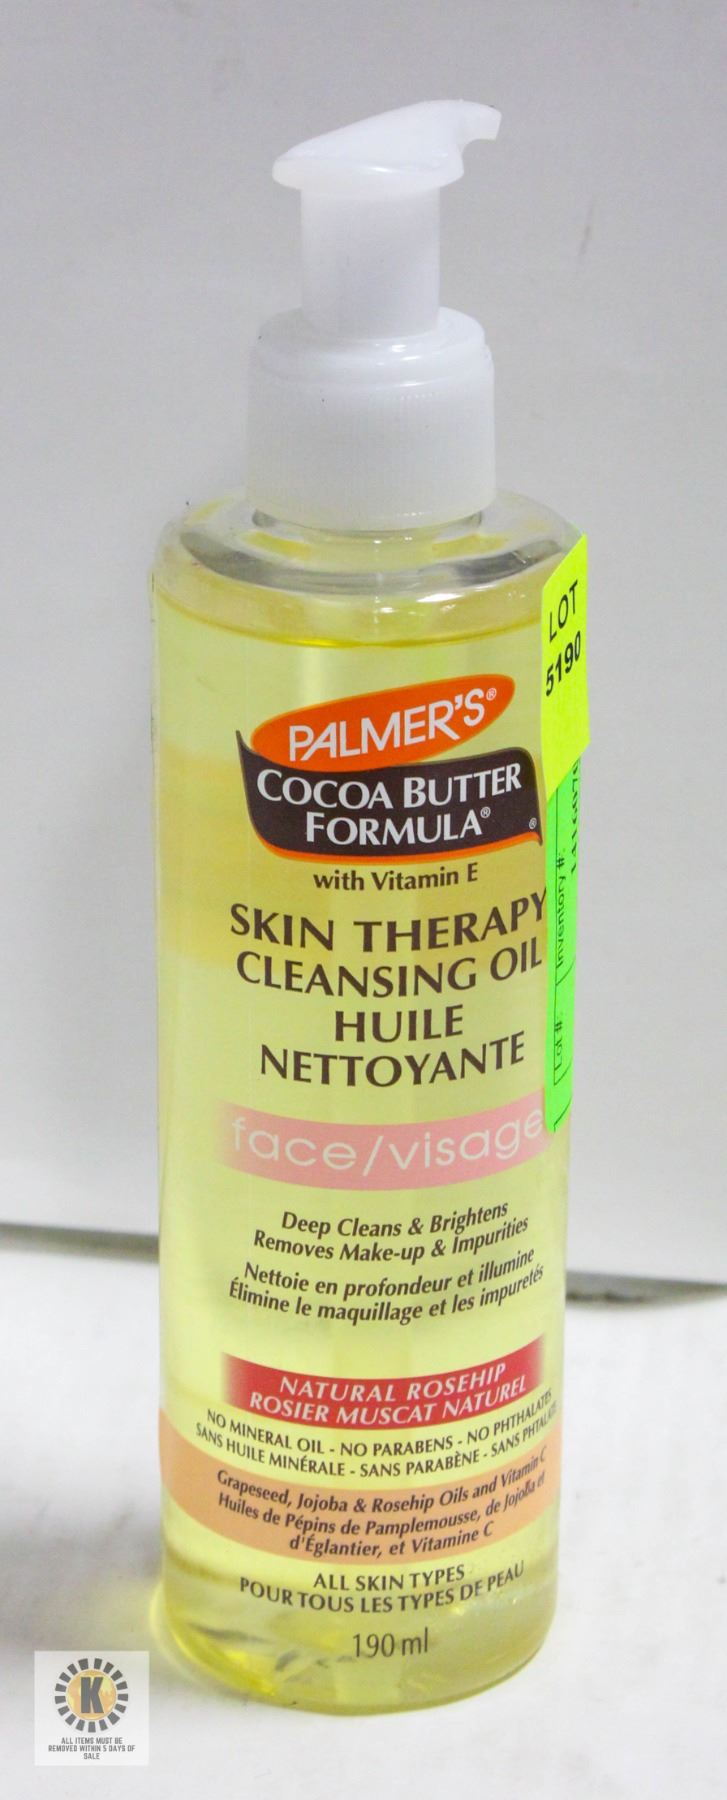 LOT
5190
PALMER'S®
COCOA BUTTER
FORMULA®
®
with Vitamin E
SKIN THERAPY
CLEANSING OIL
HUILE
NETTOYANTE
Inventory #:
Lot #:
face/visage
Deep Cleans & Brightens
Removes Make-up & Impurities
Nettoie en profondeur et illumine
Élimine le maquillage et les impuretés
NATURAL ROSEHIP
ROSIER MUSCAT NATUREL
NO MINERAL OIL - NO PARABENS - NO PHTHALATES
SANS HUILE MINÉRALE - SANS PARABÈNE - SANS
Grapeseed, Jojoba & Rosehip Oils and Vitamin C
Huiles de Pépins de Pamplemousse, de Jojoba et
d'Églantier, et Vitamine C
ALL SKIN TYPES
POUR TOUS LES TYPES DE PEAU
190 ml
K
ALL ITEMS MUST BE
REMOVED WITHIN 5 DAYS OF
SALE